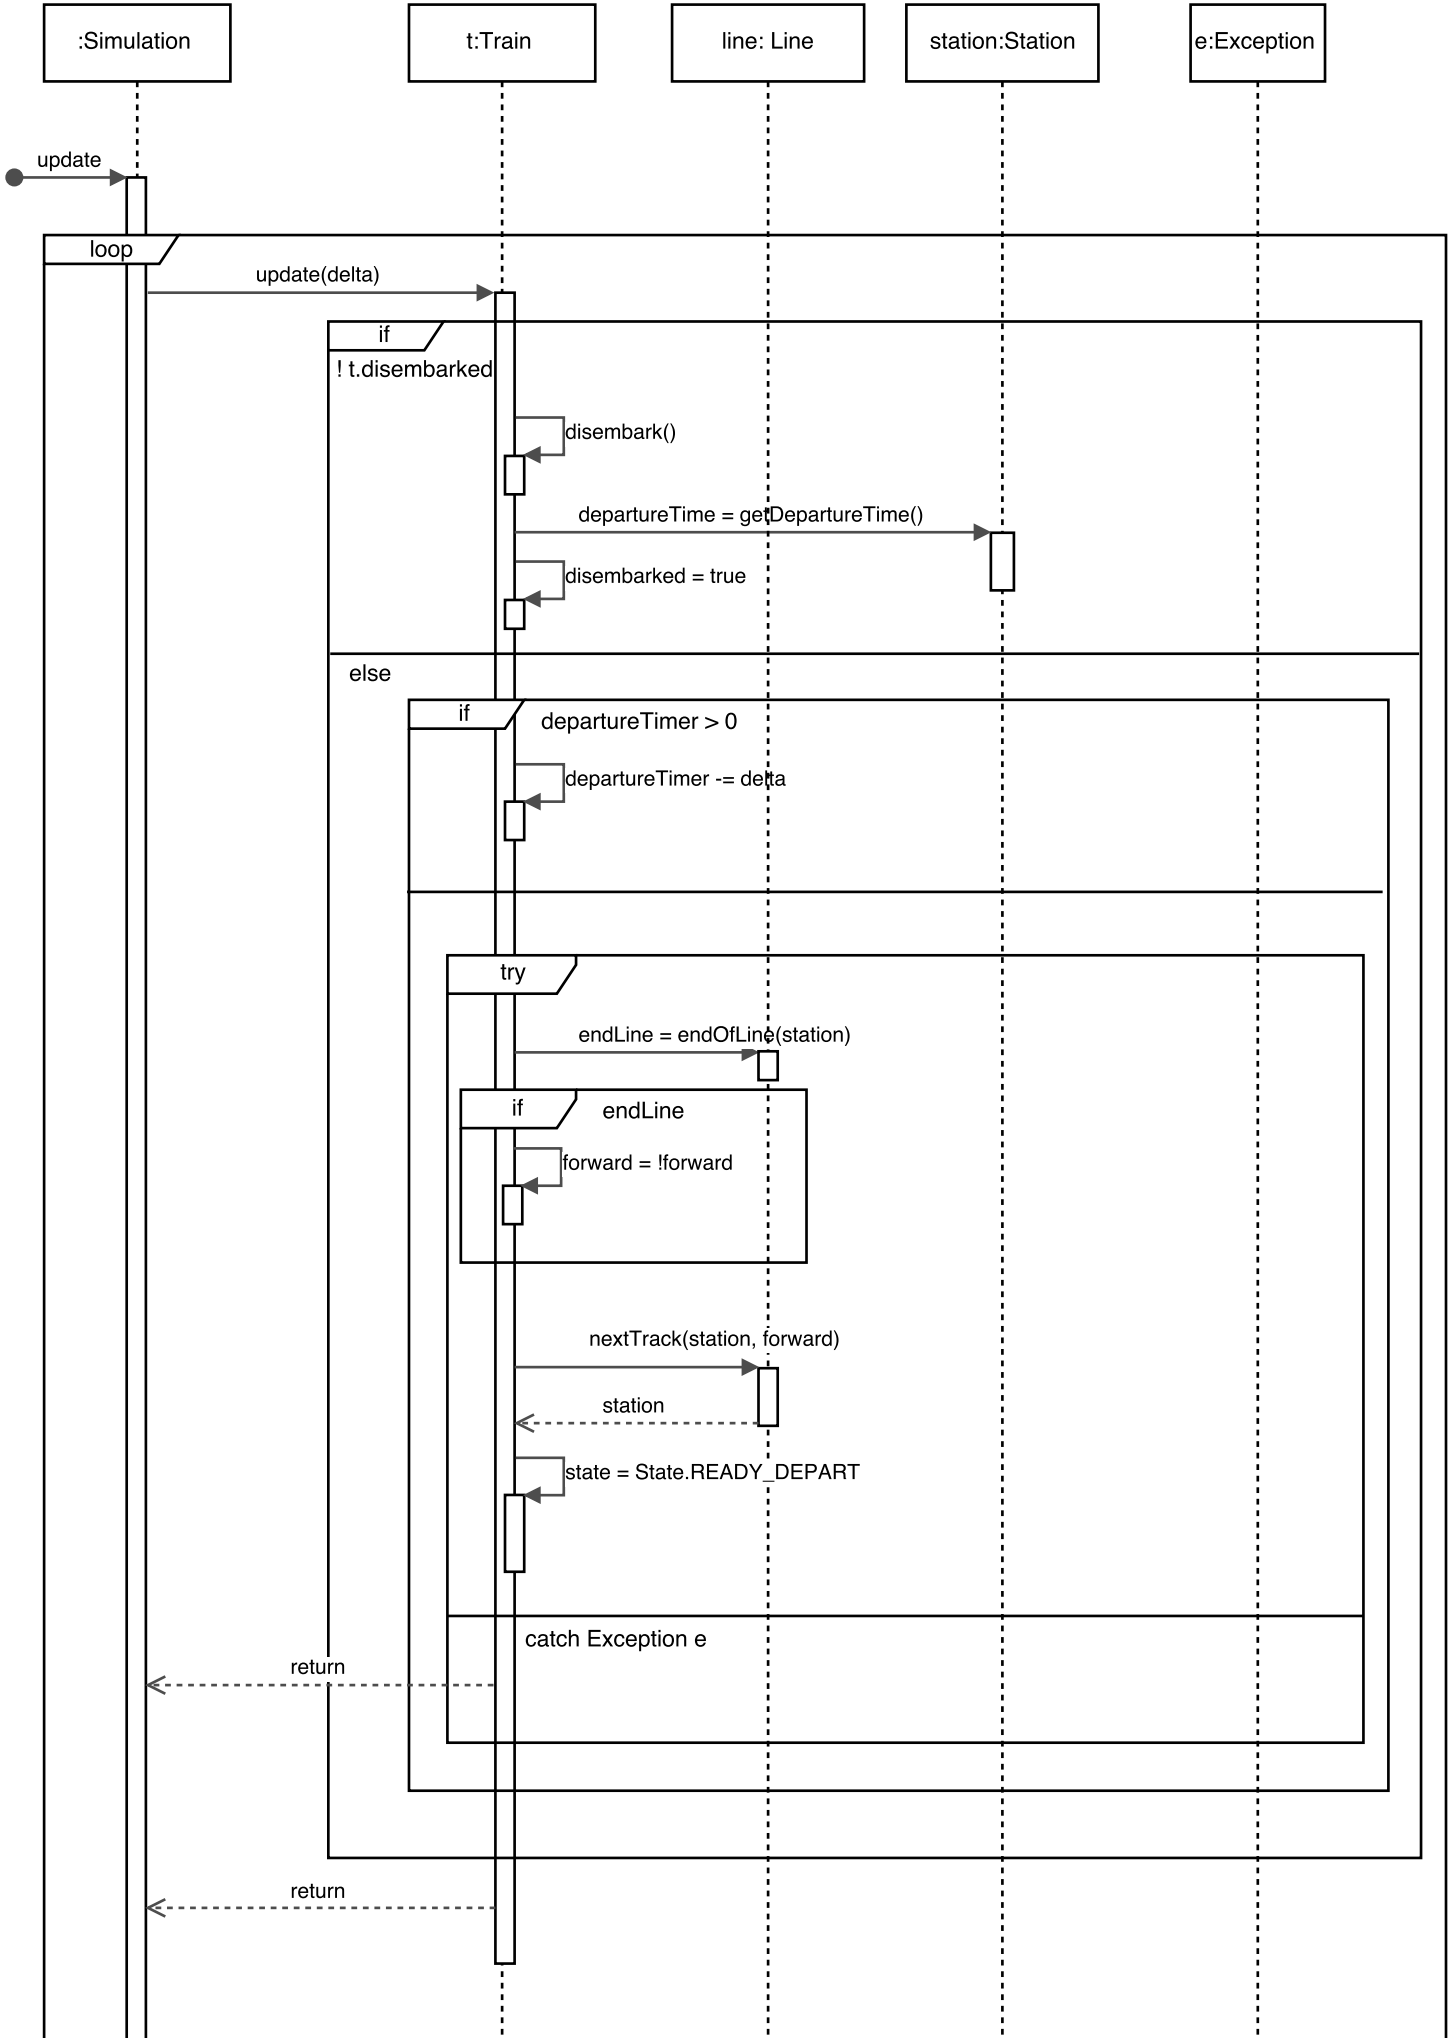 :Simulation
t:Train
line: Line
station:Station
e:Exception
update
loop
update(delta)
if
! t.disembarked
disembark()
departureTime = getDepartureTime()
disembarked = true
else
if
departureTimer > 0
departureTimer -= delta
try
endLine = endOfLine(station)
if
endLine
forward = !forward
nextTrack(station, forward)
station
state = State.READY_DEPART
catch Exception e
return
return